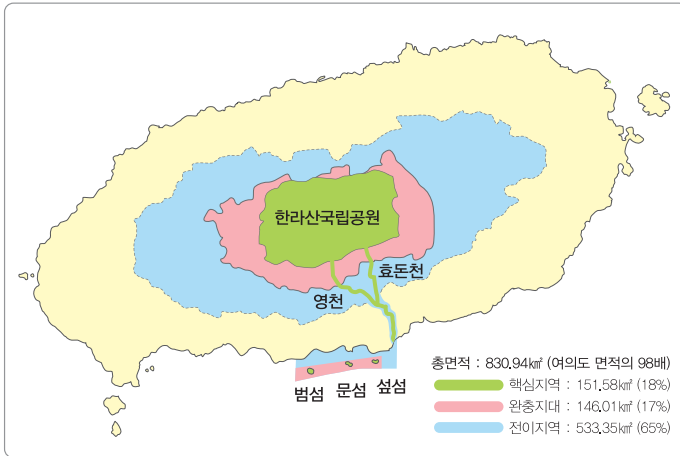 한라산국립공원
효돈천
영천
범섬 문섬 섶섬
총면적 : 830.94㎢ (여의도 면적의 98배)
핵심지역 : 151.58㎢ (18%)
완충지대 : 146.01㎢ (17%)
전이지역 : 533.35㎢ (65%)